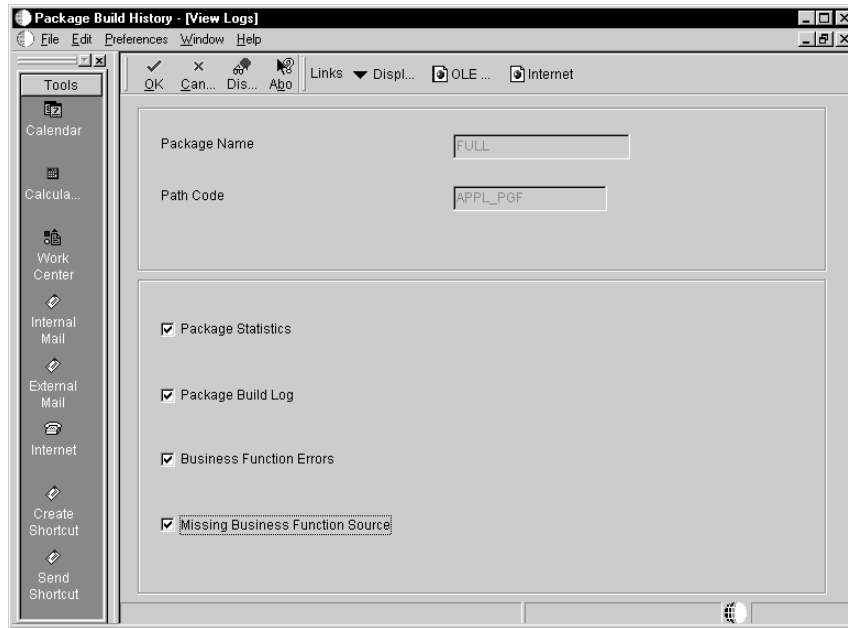 Package Build History - [View Logs]
File Edit Preferences Window Help
Tools
Calendar
Calcula...
Work
Center
Internal
Mail
External
Mail
Internet
Create
Shortcut
Send
Shortcut
OK Can... Dis... Abo Links Displ... OLE ... Internet
Package Name FULL
Path Code APPL_PGF
Package Statistics
Package Build Log
Business Function Errors
Missing Business Function Source